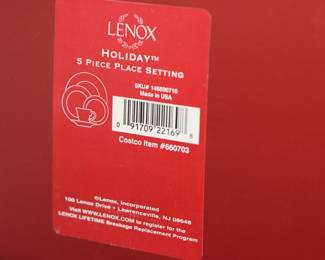 LENOX
HOLIDAY™
5 PIECE PLACE SETTING
SKU# 146590710
Made in USA
0 91709 22169 8
Costco Item #660703
©Lenox, Incorporated
100 Lenox Drive • Lawrenceville, NJ 08648
Visit WWW.LENOX.COM to register for the
LENOX LIFETIME Breakage Replacement Program